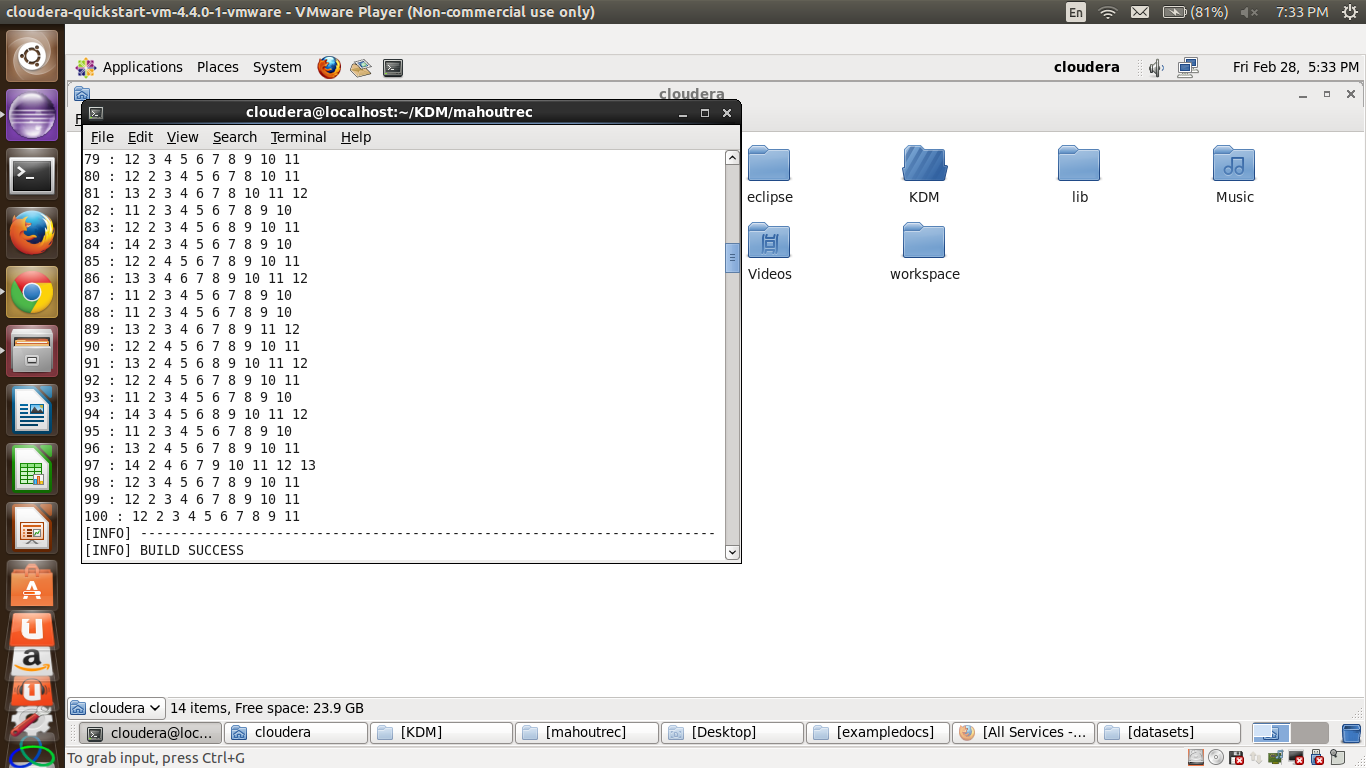 cloudera-quickstart-vm-4.4.0-1-vmware - VMware Player (Non-commercial use only)
En
(81%)
7:33 PM
Applications Places System
cloudera
Fri Feb 28, 5:33 PM
cloudera
cloudera@localhost:~/KDM/mahoutrec
File Edit View Search Terminal Help
79 : 12 3 4 5 6 7 8 9 10 11
80 : 12 2 3 4 5 6 7 8 10 11
81 : 13 2 3 4 6 7 8 10 11 12
82 : 11 2 3 4 5 6 7 8 9 10
83 : 12 2 3 4 5 6 8 9 10 11
84 : 14 2 3 4 5 6 7 8 9 10
85 : 12 2 3 4 5 6 7 8 9 10 11
86 : 13 3 4 6 7 8 9 10 11 12
87 : 11 2 3 4 5 6 7 8 9 10
88 : 11 2 3 4 5 6 7 8 9 10
89 : 13 2 3 4 6 7 8 9 11 12
90 : 12 2 4 5 6 7 8 9 10 11
91 : 13 2 4 5 6 8 9 10 11 12
92 : 12 2 4 5 6 7 8 9 10 11
93 : 11 2 3 4 5 6 7 8 9 10
94 : 14 3 4 5 6 8 9 10 11 12
95 : 11 2 3 4 5 6 7 8 9 10
96 : 13 2 4 5 6 7 8 9 10 11
97 : 14 2 4 6 7 9 10 11 12 13
98 : 12 3 4 5 6 7 8 9 10 11
99 : 12 2 3 4 6 7 8 9 10 11
100 : 12 2 3 4 5 6 7 8 9 11
[INFO] ------------------------------------------------------------------------
[INFO] BUILD SUCCESS
eclipse
KDM
lib
Music
Videos
workspace
cloudera
14 items, Free space: 23.9 GB
cloudera@loc...
cloudera
[KDM]
[mahoutrec]
[Desktop]
[exampledocs]
[All Services -...
[datasets]
To grab input, press Ctrl+G